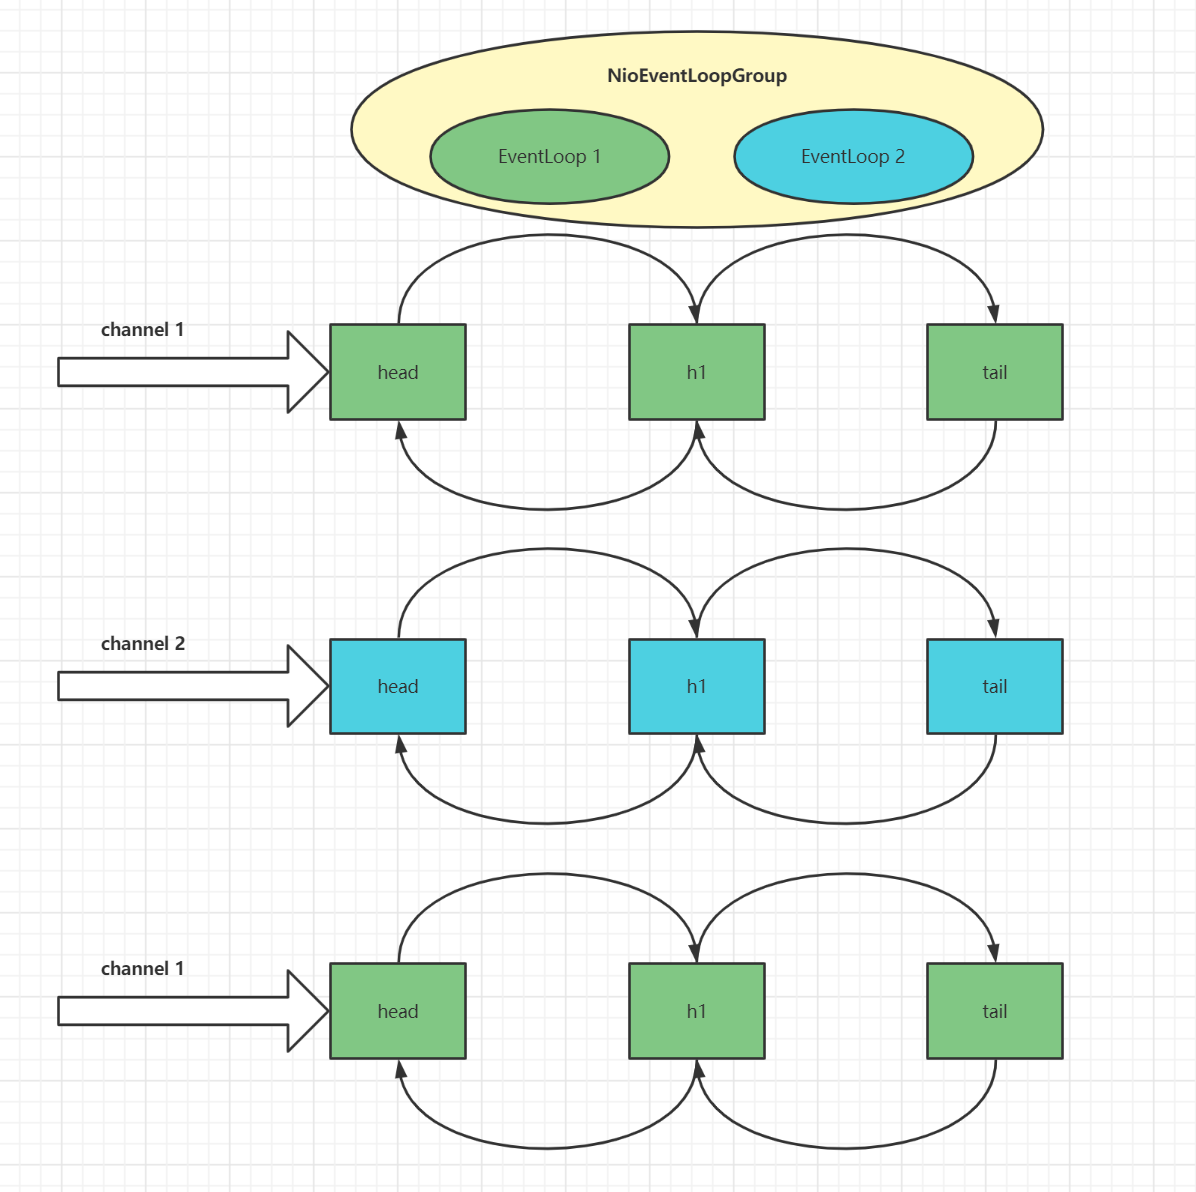 NioEventLoopGroup
EventLoop 1
EventLoop 2
channel 1
head
h1
tail
channel 2
head
h1
tail
channel 1
head
h1
tail